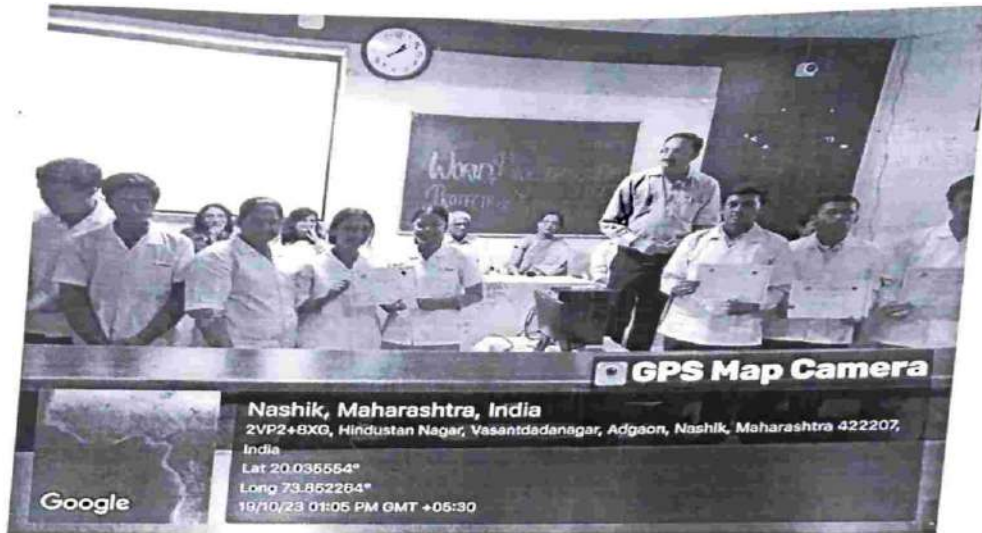 GPS Map Camera
Nashik, Maharashtra, India
2VP2+8XG, Hindustan Nagar, Vasantdadanagar, Adgaon, Nashik, Maharashtra 422207,
India
Lat 20.035554°
Long 73.852264°
19/10/23 01:05 PM GMT +05:30
Google